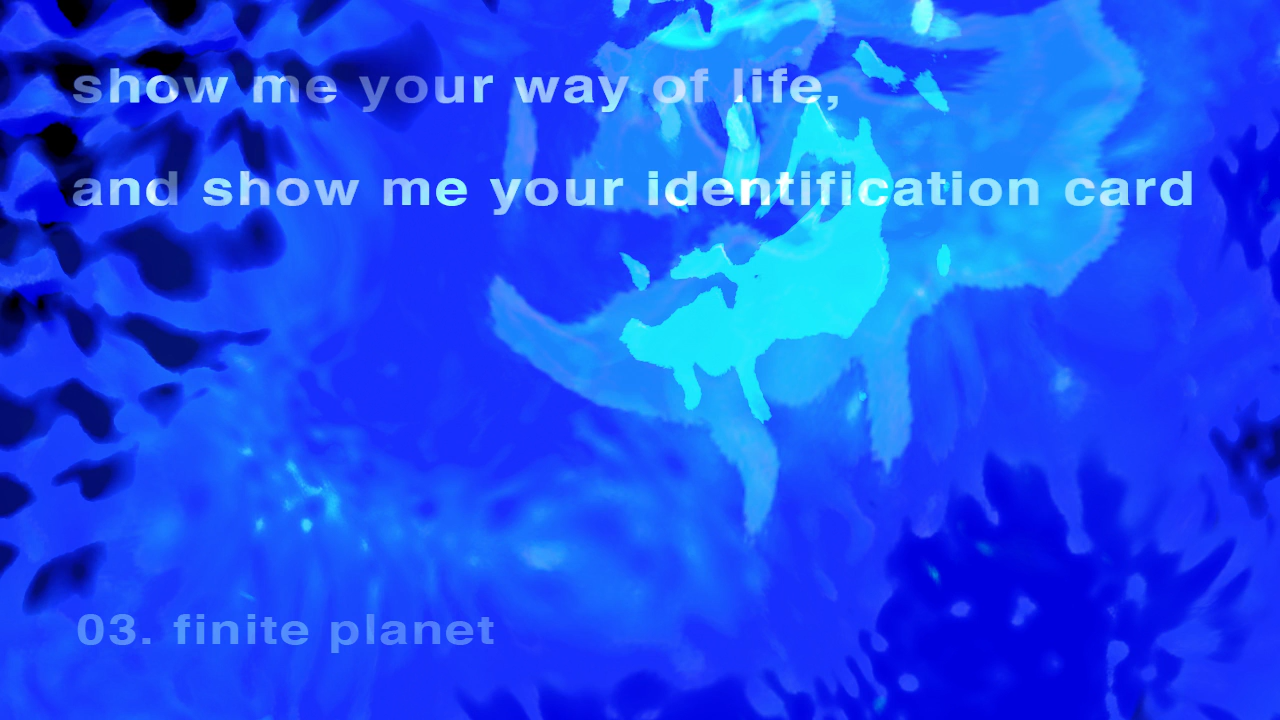 show me your way of life,
and show me your identification card
03. finite planet